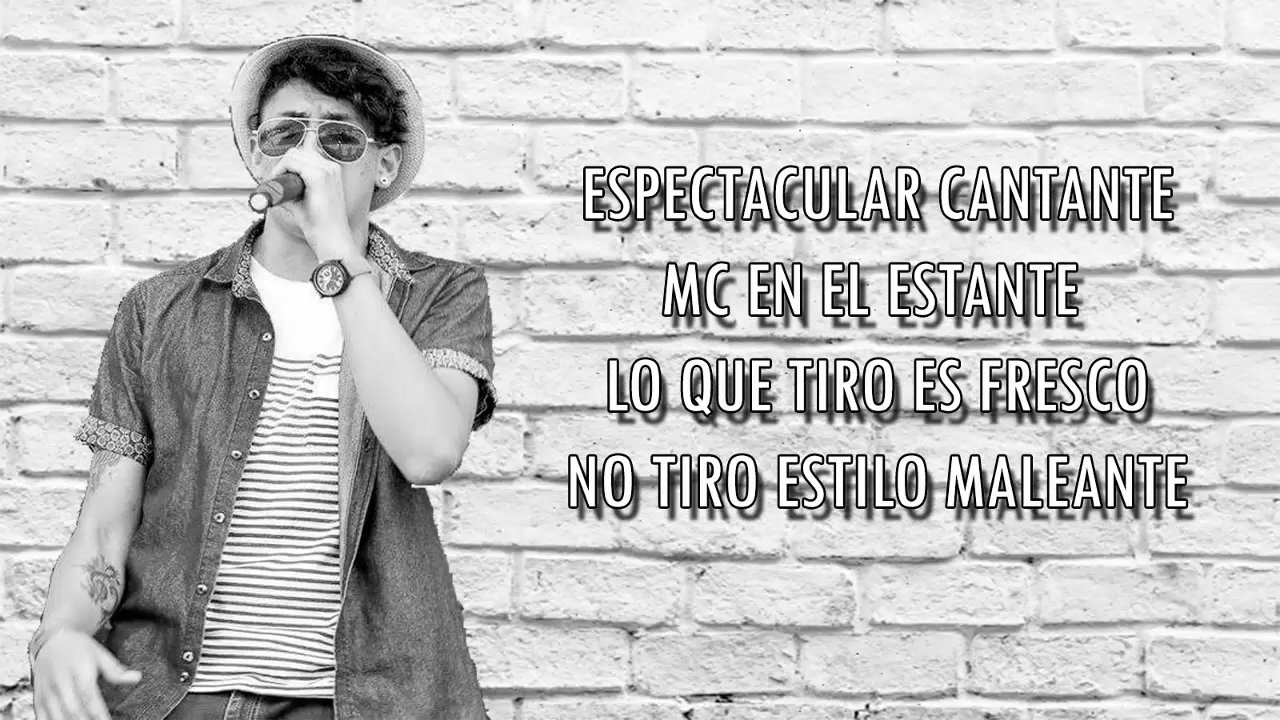 ESPECTACULAR CANTANTE
MC EN EL ESTANTE
LO QUE TIRO ES FRESCO
NO TIRO ESTILO MALEANTE